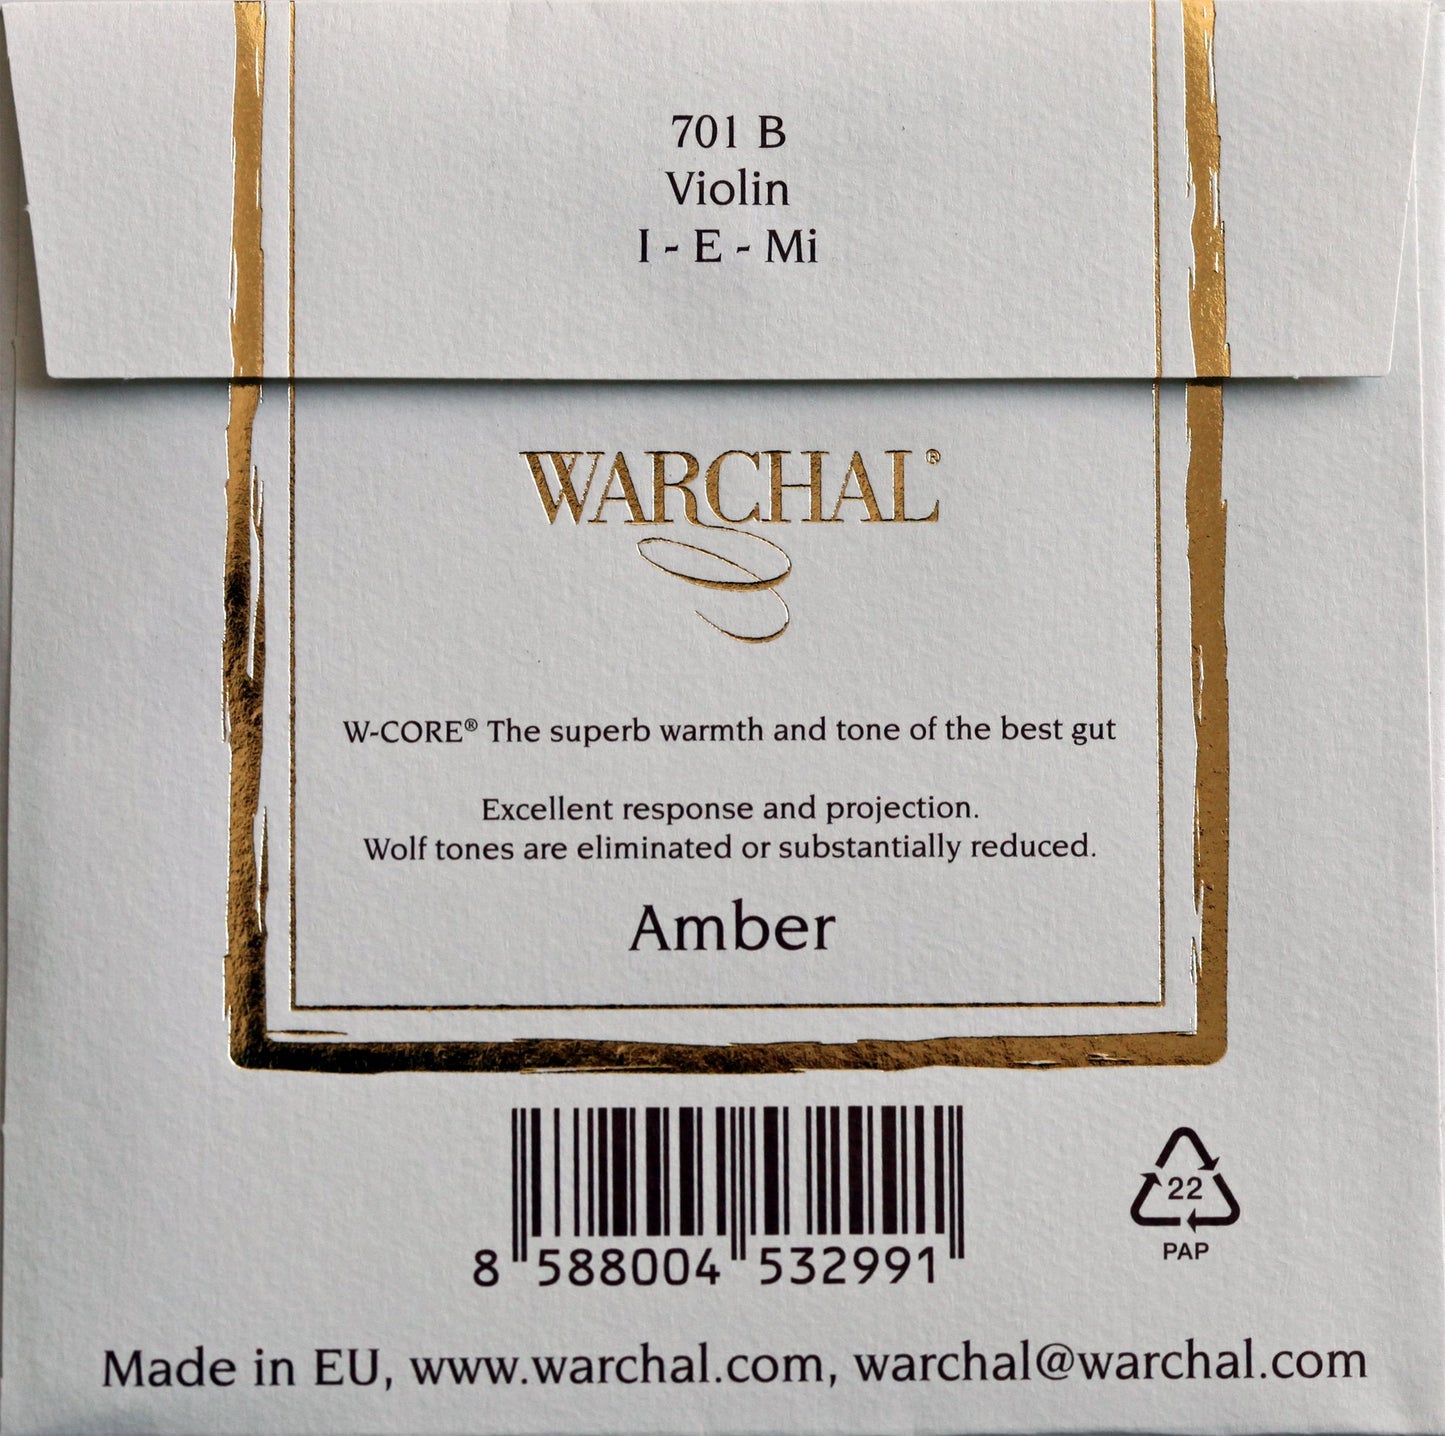 701 B
Violin
I - E - Mi
WARCHAL®
W-CORE® The superb warmth and tone of the best gut
Excellent response and projection.
Wolf tones are eliminated or substantially reduced.
Amber
8 588004 532991
22
PAP
Made in EU, www.warchal.com, warchal@warchal.com